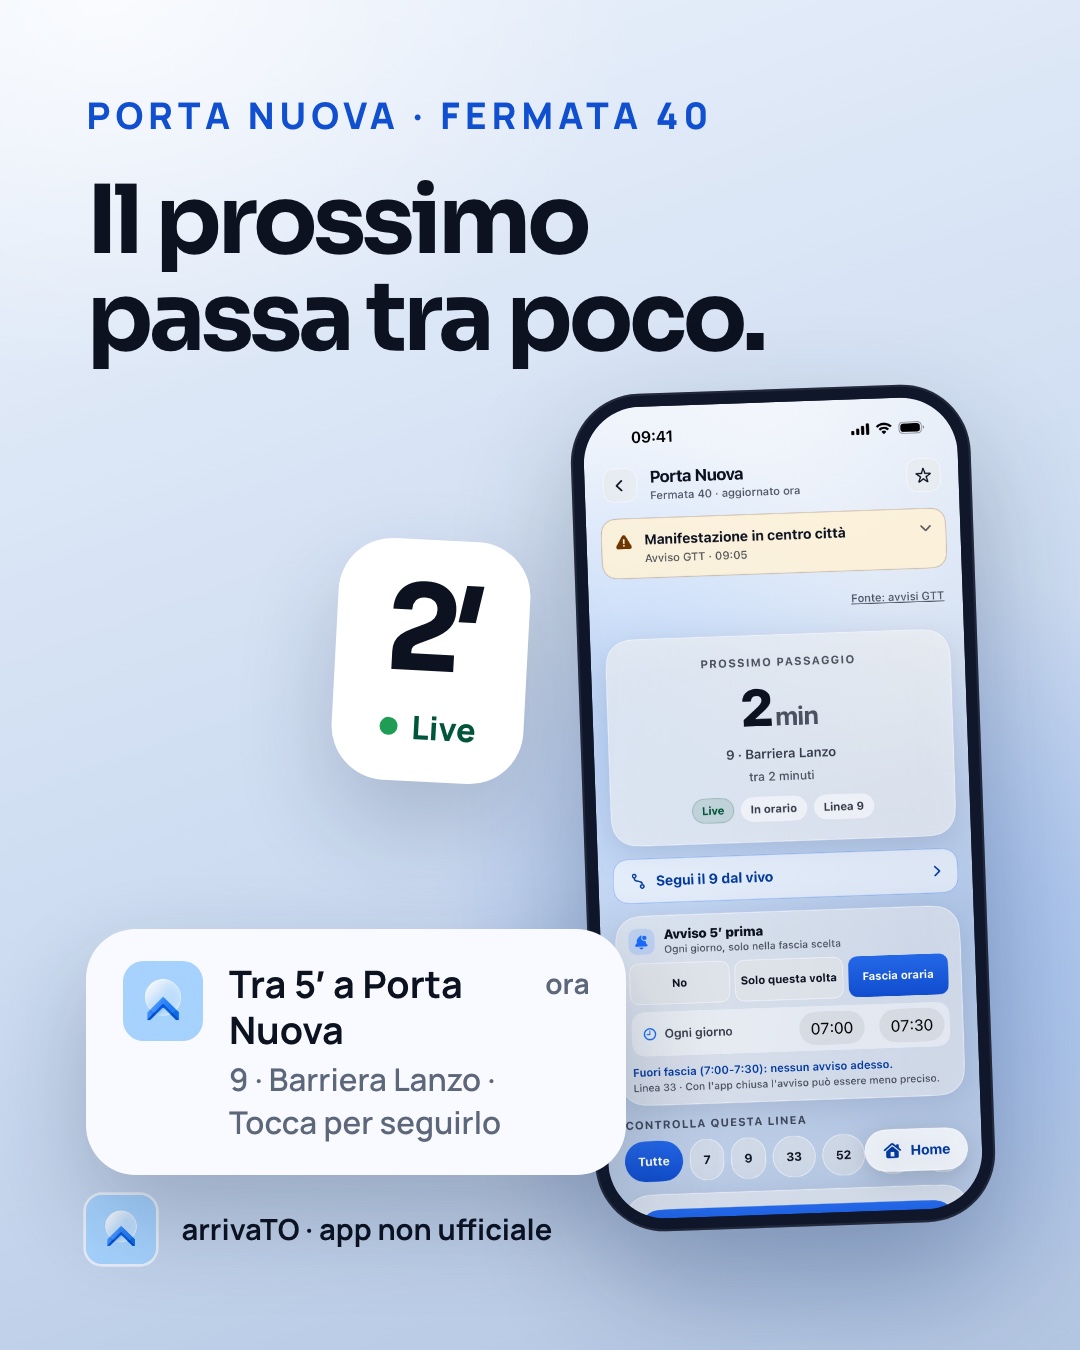 PORTA NUOVA · FERMATA 40
Il prossimo
passa tra poco.
09:41
Porta Nuova
Fermata 40 · aggiornato ora
Manifestazione in centro città
Avviso GTT · 09:05
Fonte: avvisi GTT
2′
Live
PROSSIMO PASSAGGIO
2 min
9 · Barriera Lanzo
tra 2 minuti
Live In orario Linea 9
Segui il 9 dal vivo
Avviso 5′ prima
Ogni giorno, solo nella fascia scelta
No Solo questa volta Fascia oraria
Ogni giorno 07:00 07:30
Fuori fascia (7:00-7:30): nessun avviso adesso.
Linea 33 · Con l'app chiusa l'avviso può essere meno preciso.
CONTROLLA QUESTA LINEA
Tutte 7 9 33 52 Home
Tra 5′ a Porta ora
Nuova
9 · Barriera Lanzo ·
Tocca per seguirlo
arrivaTO · app non ufficiale